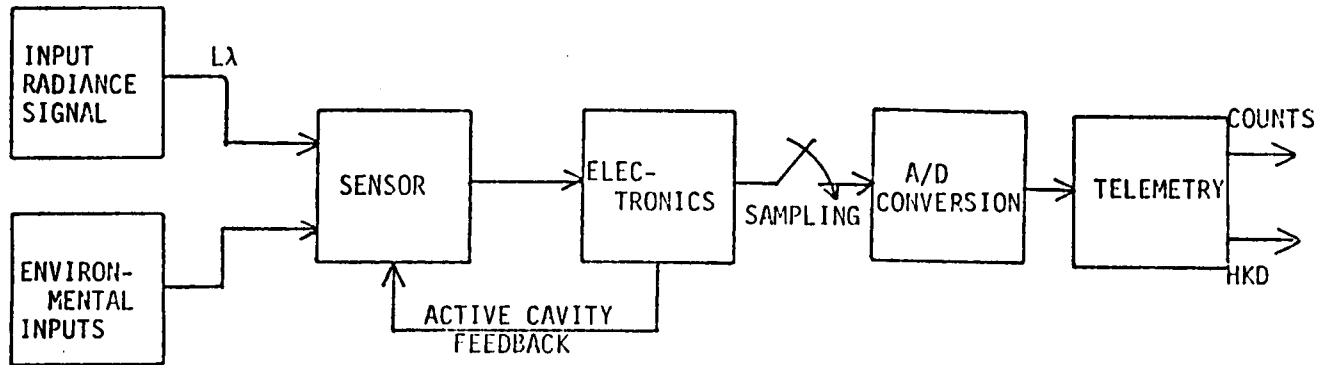 INPUT
RADIANCE
SIGNAL
Lλ
ENVIRON-
MENTAL
INPUTS
SENSOR
ELEC-
TRONICS
ACTIVE CAVITY
FEEDBACK
SAMPLING
A/D
CONVERSION
TELEMETRY
COUNTS
HKD